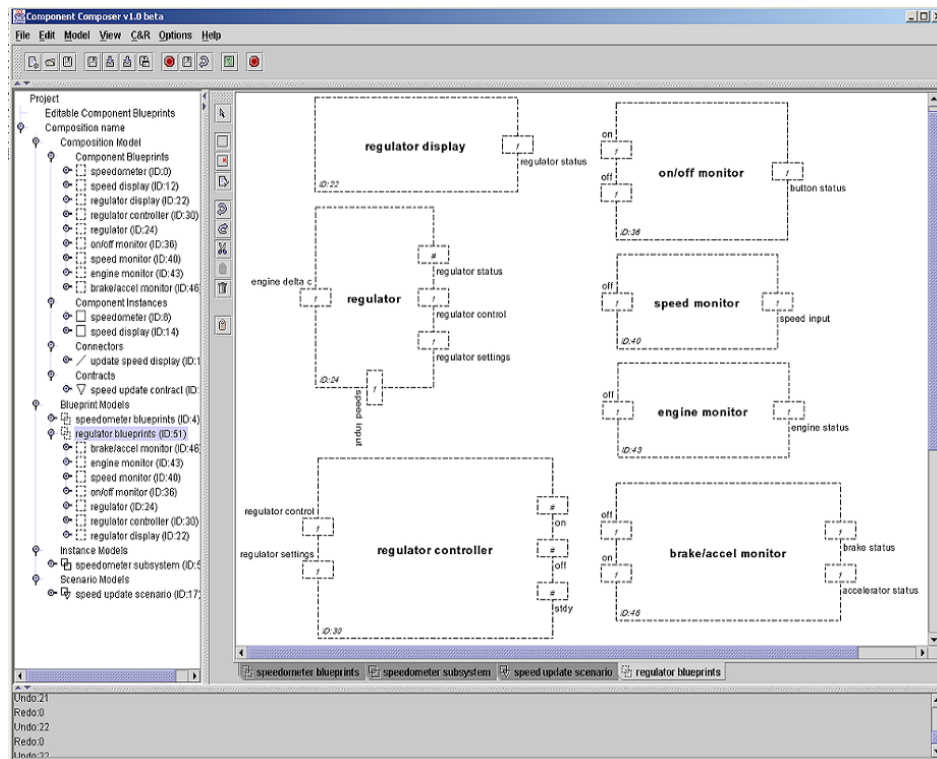 Component Composer v1.0 beta
File Edit Model View C&R Options Help
Project
Editable Component Blueprints
Composition name
Composition Model
Component Blueprints
speedometer (ID:0)
speed display (ID:12)
regulator display (ID:22)
regulator controller (ID:30)
regulator (ID:24)
on/off monitor (ID:36)
speed monitor (ID:40)
engine monitor (ID:43)
brake/accel monitor (ID:46
Component Instances
speedometer (ID:8)
speed display (ID:14)
Connectors
update speed display (ID:1
Contracts
speed update contract (ID:
Blueprint Models
speedometer blueprints (ID:4)
regulator blueprints (ID:51)
brake/accel monitor (ID:46
engine monitor (ID:43)
speed monitor (ID:40)
on/off monitor (ID:36)
regulator (ID:24)
regulator controller (ID:30)
regulator display (ID:22)
Instance Models
speedometer subsystem (ID:5
Scenario Models
speed update scenario (ID:17)
regulator display
f
regulator status
ID:22
on
f
off
f
on/off monitor
f
button status
ID:36
engine delta c
f
regulator
#
regulator status
f
regulator control
f
regulator settings
ID:24
f
speed input
off
f
speed monitor
f
speed input
ID:40
off
f
engine monitor
f
engine status
ID:43
regulator control
f
regulator settings
f
regulator controller
#
on
#
off
#
stdy
ID:30
off
f
on
f
brake/accel monitor
f
brake status
f
accelerator status
ID:46
speedometer blueprints speedometer subsystem speed update scenario regulator blueprints
Undo:21
Redo:0
Undo:22
Redo:0